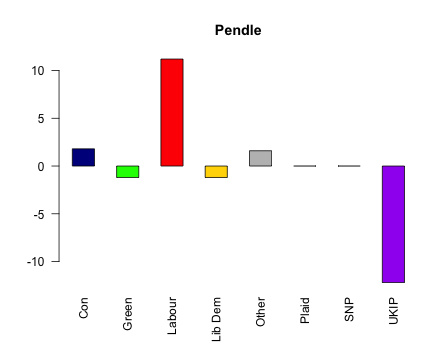 Pendle
10
5
0
-5
-10
Con
Green
Labour
Lib Dem
Other
Plaid
SNP
UKIP